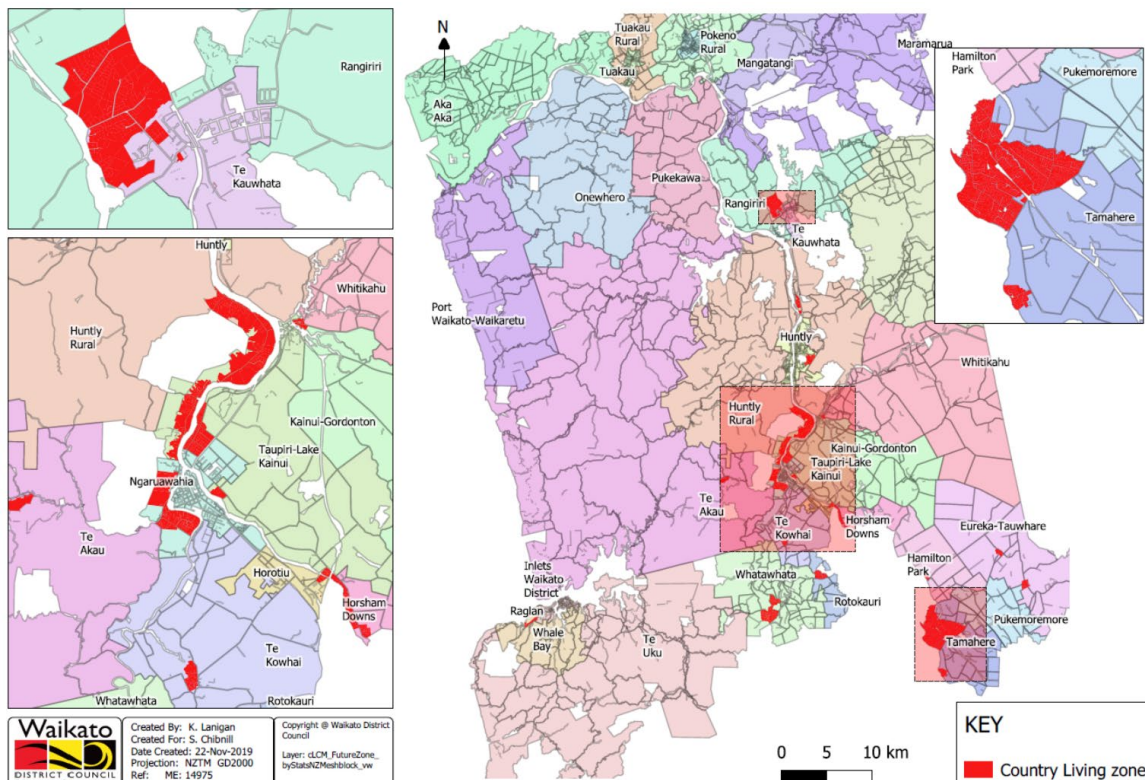 Rangiriri
Te
Kauwhata
Huntly
Whitikahu
Huntly
Rural
Kainui-Gordonton
Taupiri-Lake
Kainui
Ngaruawahia
Te
Akau
Horotiu
Horsham
Downs
Te
Kowhai
Whatawhata
Rotokauri
Waikato
DISTRICT COUNCIL
Created By: K. Lanigan
Created For: S. Chibnill
Date Created: 22-Nov-2019
Projection: NZTM GD2000
Ref: ME: 14975
Copyright @ Waikato District
Council
Layer: cLCM_FutureZone_
byStatsNZMeshblock_vw
N
Tuakau
Rural
Pokeno
Rural
Maramarua
Tuakau
Mangatangi
Aka
Aka
Onewhero
Pukekawa
Rangiriri
Te
Kauwhata
Port
Waikato-Waikaretu
Huntly
Whitikahu
Huntly
Rural
Kainui-Gordonton
Taupiri-Lake
Kainui
Te
Akau
Te
Kowhai
Horsham
Downs
Eureka-Tauwhare
Hamilton
Park
Inlets
Waikato
District
Whatawhata
Rotokauri
Raglan
Whale
Bay
Te
Uku
Tamahere
Pukemoremore
Hamilton
Park
Pukemoremore
Tamahere
0 5 10 km
KEY
Country Living zone